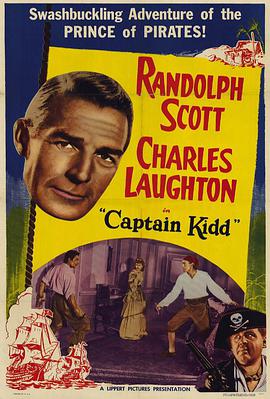 Swashbuckling Adventure of the
PRINCE of PIRATES!
RANDOLPH
SCOTT
CHARLES
LAUGHTON
in
"Captain Kidd"
A LIPPERT PICTURES PRESENTATION